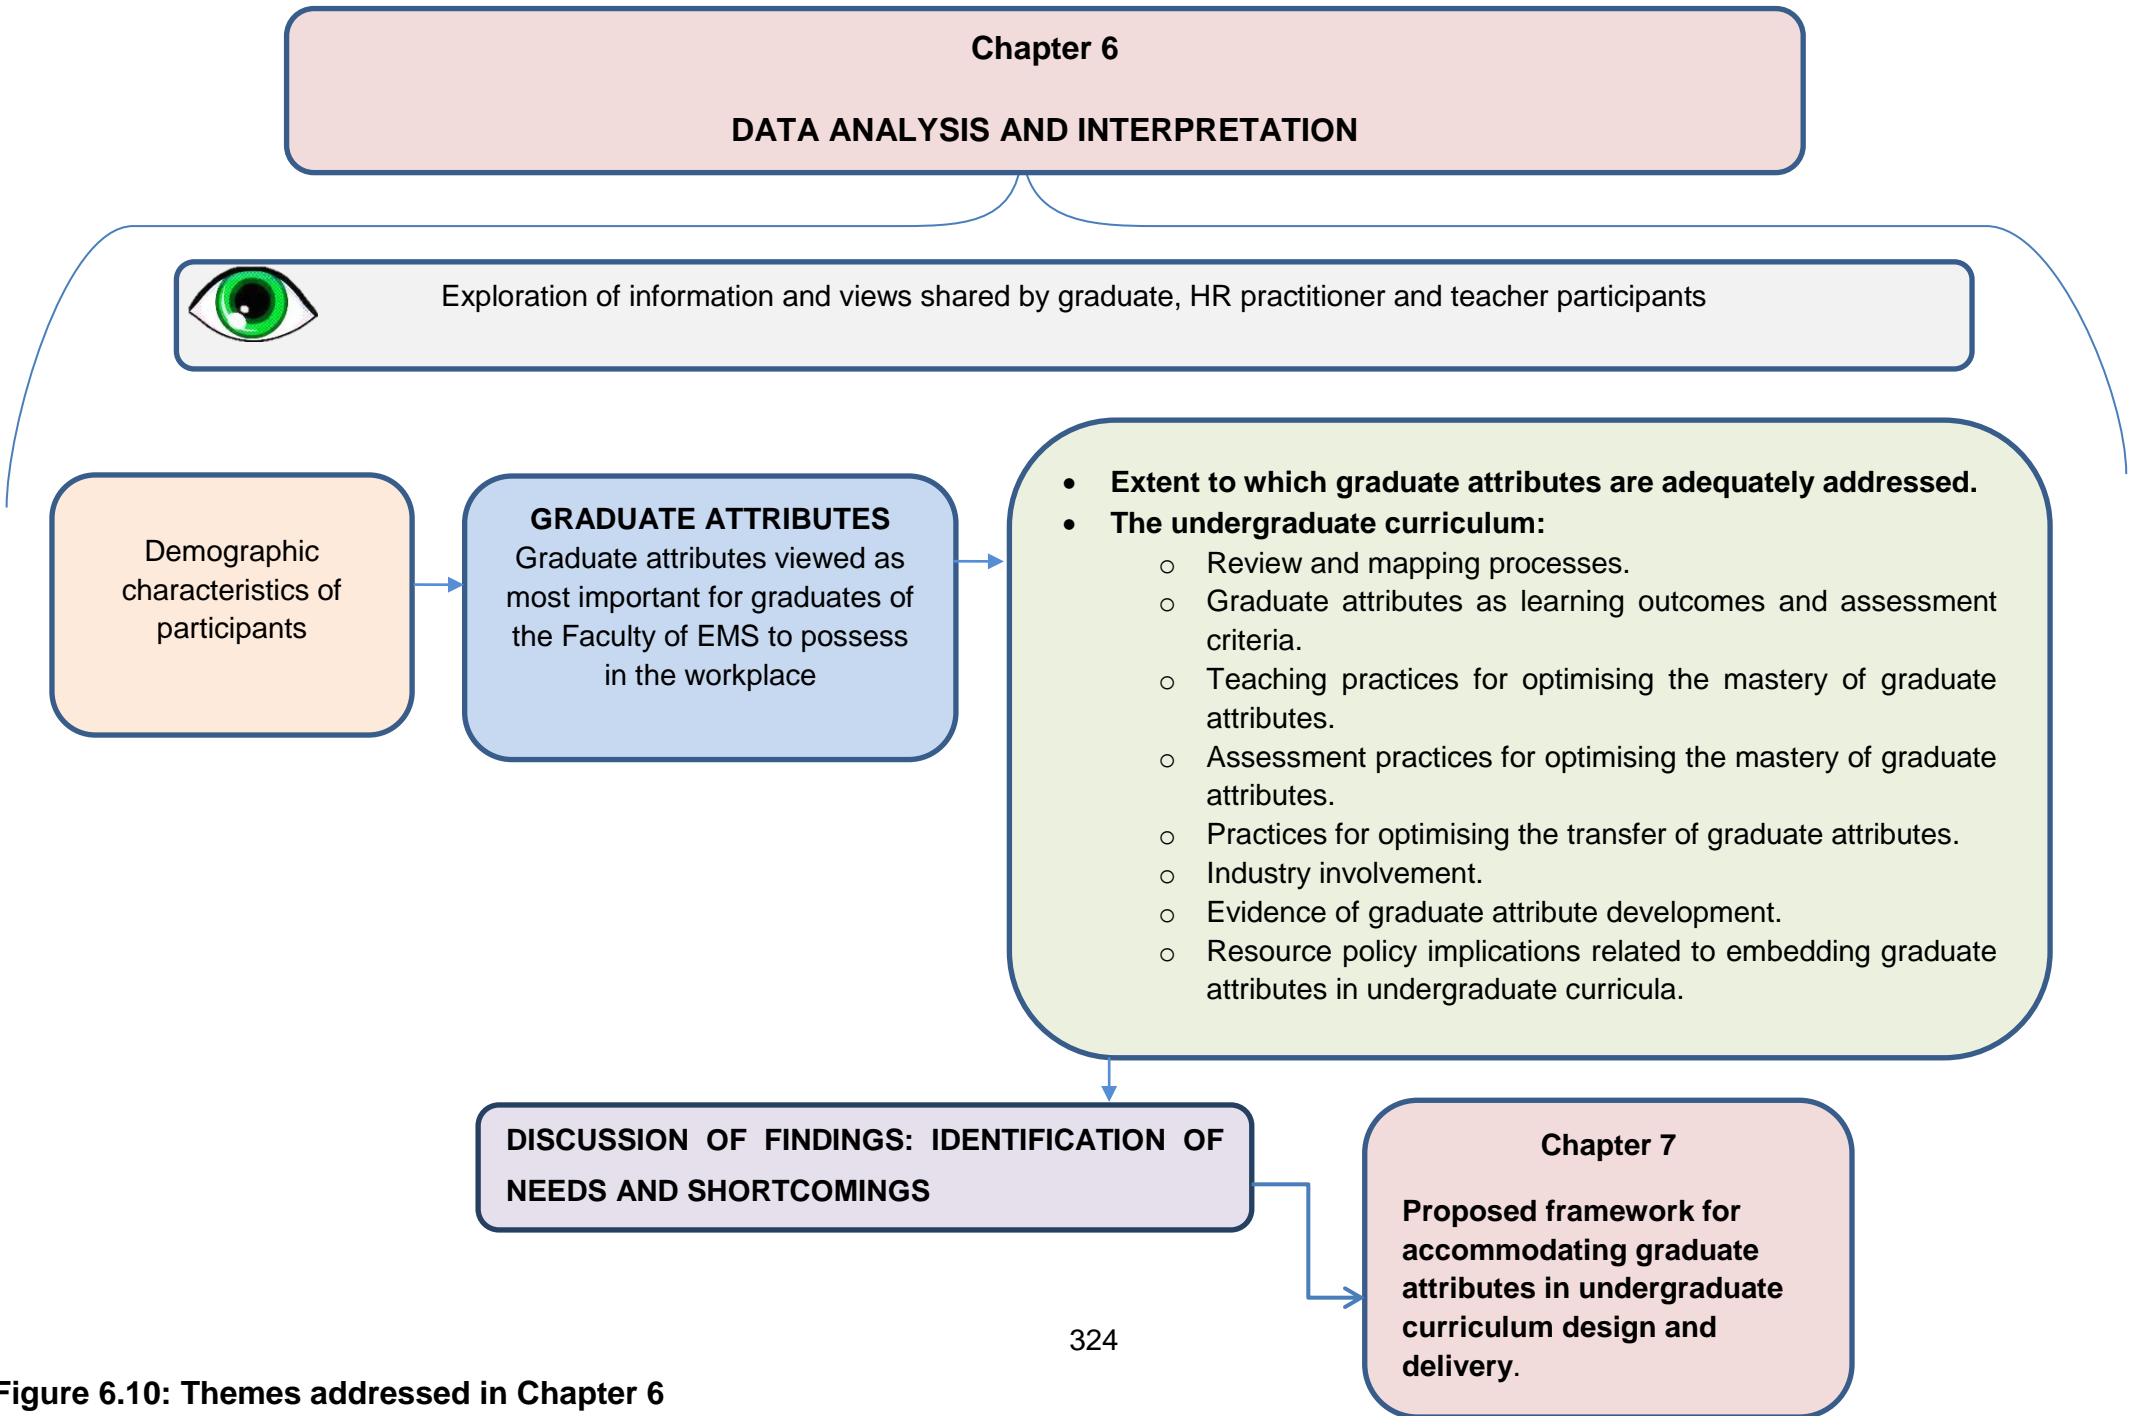 Chapter 6
DATA ANALYSIS AND INTERPRETATION
Exploration of information and views shared by graduate, HR practitioner and teacher participants
Demographic
characteristics of
participants
GRADUATE ATTRIBUTES
Graduate attributes viewed as
most important for graduates of
the Faculty of EMS to possess
in the workplace
• Extent to which graduate attributes are adequately addressed.
• The undergraduate curriculum:
o Review and mapping processes.
o Graduate attributes as learning outcomes and assessment
criteria.
o Teaching practices for optimising the mastery of graduate
attributes.
o Assessment practices for optimising the mastery of graduate
attributes.
o Practices for optimising the transfer of graduate attributes.
o Industry involvement.
o Evidence of graduate attribute development.
o Resource policy implications related to embedding graduate
attributes in undergraduate curricula.
DISCUSSION OF FINDINGS: IDENTIFICATION OF
NEEDS AND SHORTCOMINGS
Chapter 7
Proposed framework for
accommodating graduate
attributes in undergraduate
curriculum design and
delivery.
324
Figure 6.10: Themes addressed in Chapter 6